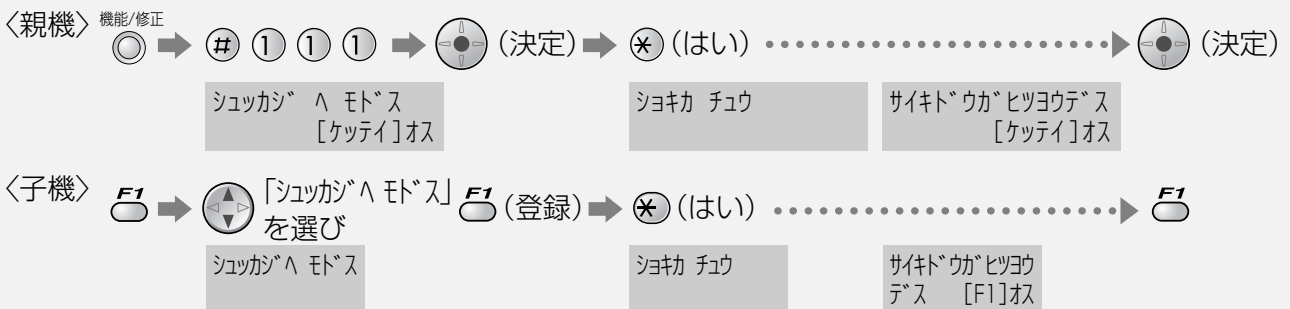 〈親機〉 機能/修正 # 1 1 1 (決定) * (はい) (決定)
シュッカジﾞ ヘ モドﾞス
[ケッテイ]オス
ショキカ チュウ
サイキドﾞウガﾞヒツヨウデﾞス
[ケッテイ]オス
〈子機〉 F1 「シュッカジﾞヘ モドﾞス」を選び F1 (登録) * (はい) F1
シュッカジﾞヘ モドﾞス
ショキカ チュウ
サイキドﾞウガﾞヒツヨウ
デﾞス [F1]オス